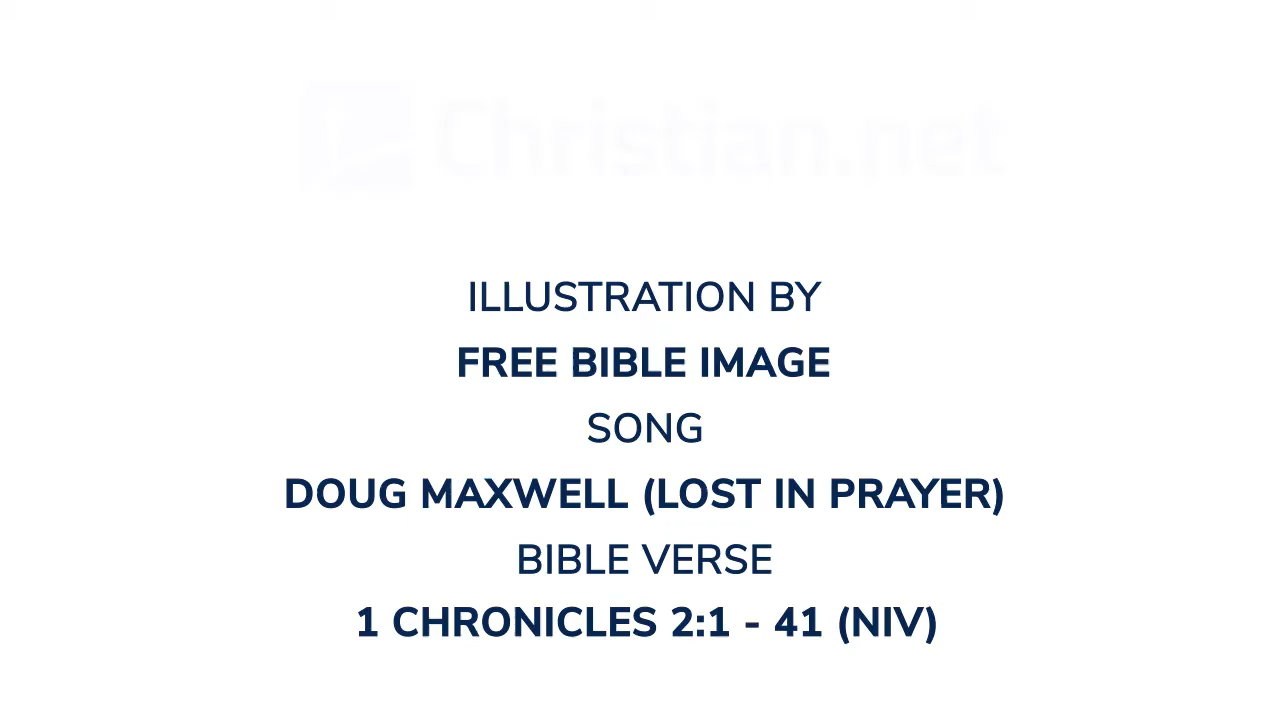 Christian.net
ILLUSTRATION BY
FREE BIBLE IMAGE
SONG
DOUG MAXWELL (LOST IN PRAYER)
BIBLE VERSE
1 CHRONICLES 2:1 - 41 (NIV)